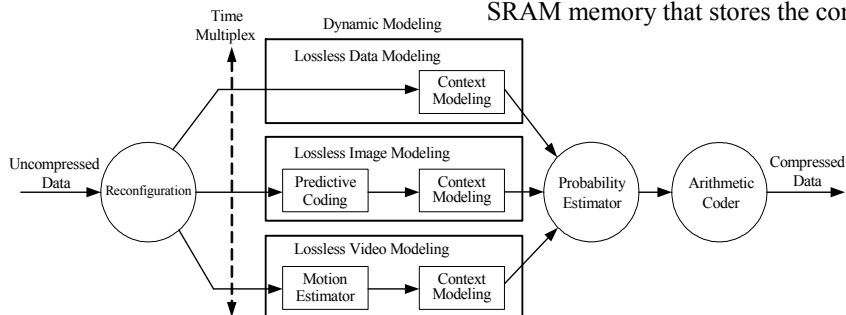 SRAM memory that stores the
Time
Multiplex
Dynamic Modeling
Lossless Data Modeling
Context
Modeling
Lossless Image Modeling
Predictive
Coding
Context
Modeling
Lossless Video Modeling
Motion
Estimator
Context
Modeling
Uncompressed
Data
Reconfiguration
Probability
Estimator
Arithmetic
Coder
Compressed
Data